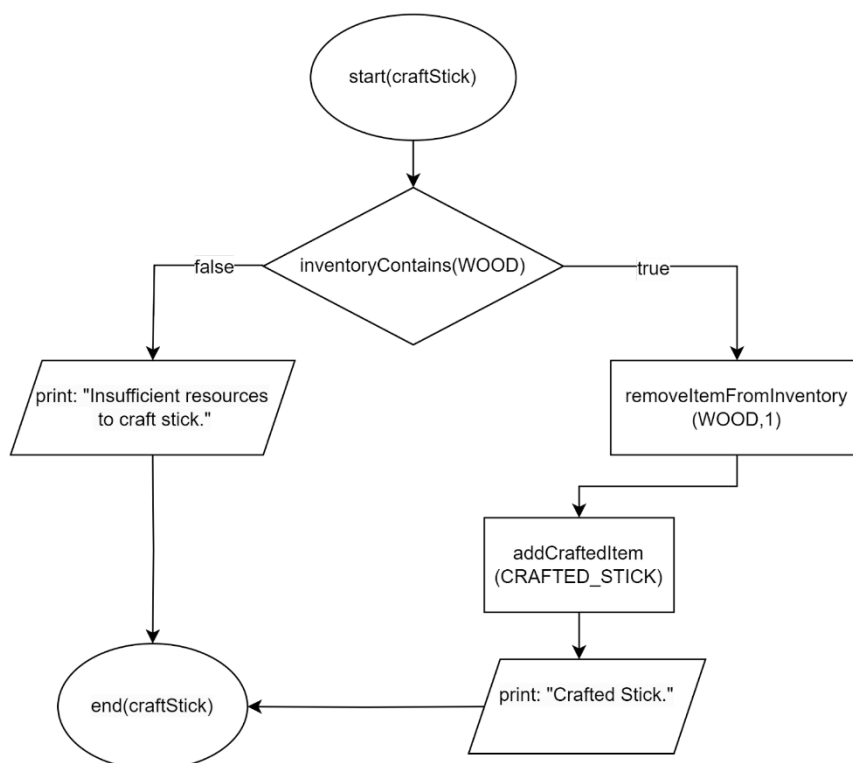 start(craftStick)
inventoryContains(WOOD)
false
true
print: "Insufficient resources
to craft stick."
removeItemFromInventory
(WOOD,1)
addCraftedItem
(CRAFTED_STICK)
print: "Crafted Stick."
end(craftStick)